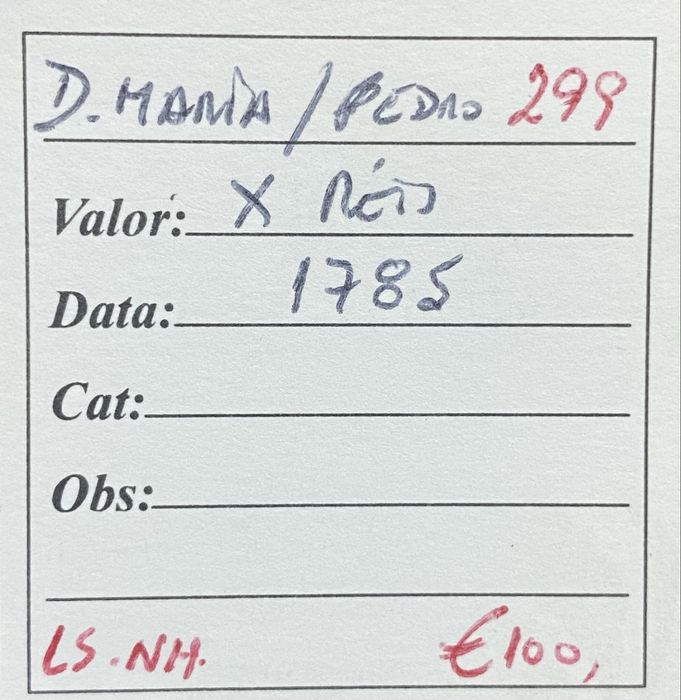 D. MARIA / PEDRO 299
Valor: X RÉIS
Data: 1785
Cat:
Obs:
LS. NH. €100,